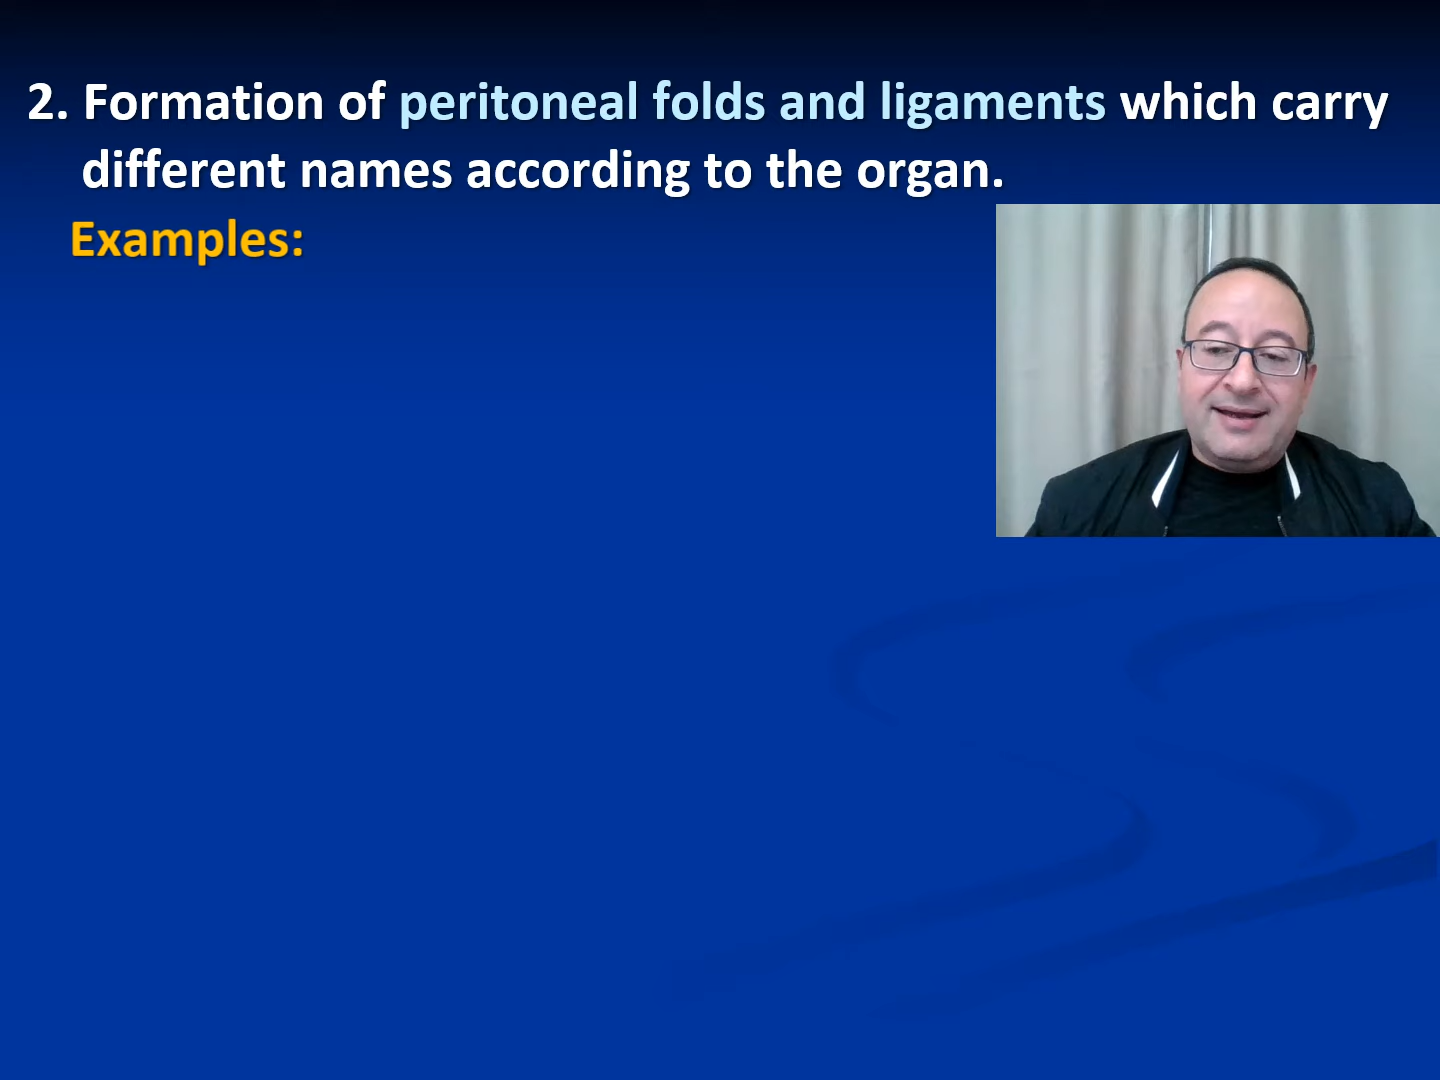 2. Formation of peritoneal folds and ligaments which carry
different names according to the organ.
Examples: